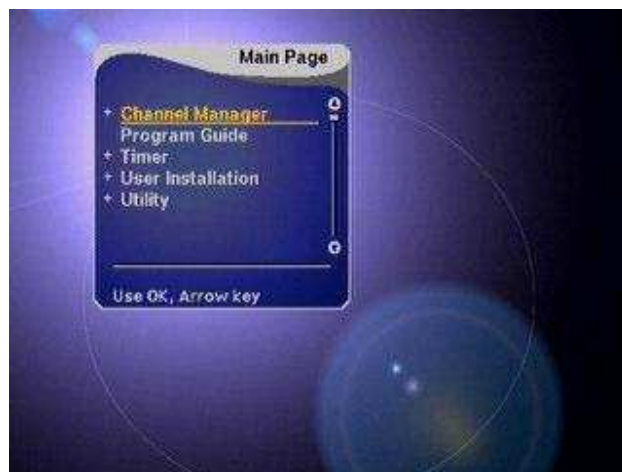 Main Page
+ Channel Manager
Program Guide
+ Timer
+ User Installation
+ Utility
Use OK, Arrow key